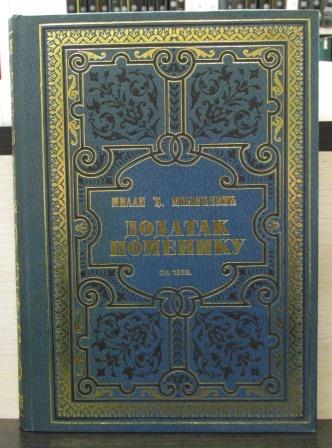 МИЛАН Ђ. МИЛИЋЕВИЋ
ДОДАТАК
ПОМЕНИКУ
Од 1888.